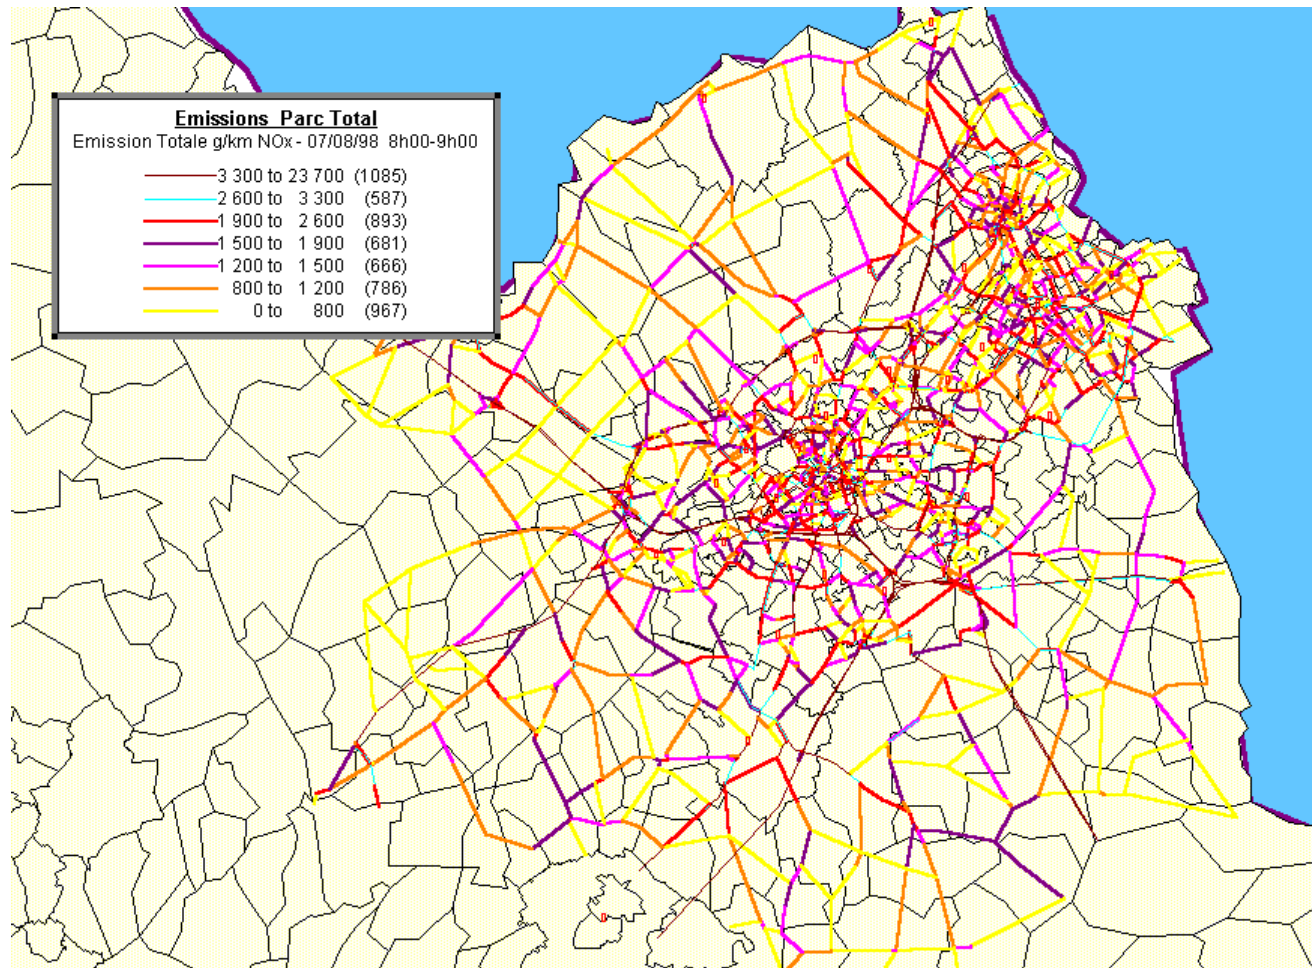 Emissions Parc Total
Emission Totale g/km NOx - 07/08/98 8h00-9h00
3 300 to 23 700 (1085)
2 600 to 3 300 (587)
1 900 to 2 600 (893)
1 500 to 1 900 (681)
1 200 to 1 500 (666)
800 to 1 200 (786)
0 to 800 (967)